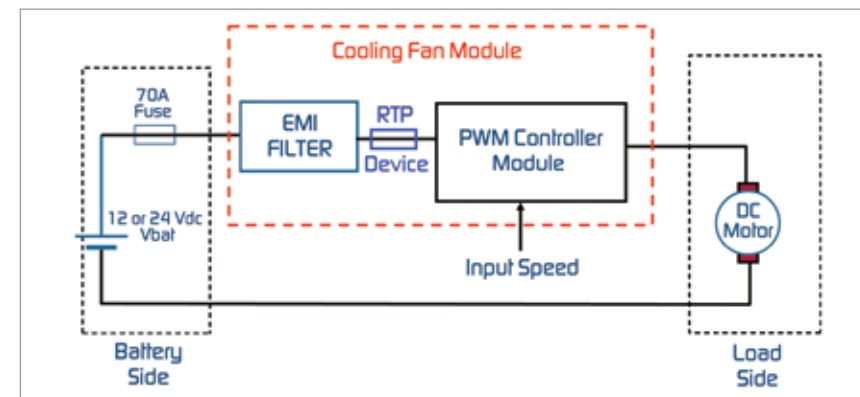 Cooling Fan Module
70A
Fuse
EMI
FILTER
RTP
Device
PWM Controller
Module
12 or 24 Vdc
Vbat
DC
Motor
Input Speed
Battery
Side
Load
Side